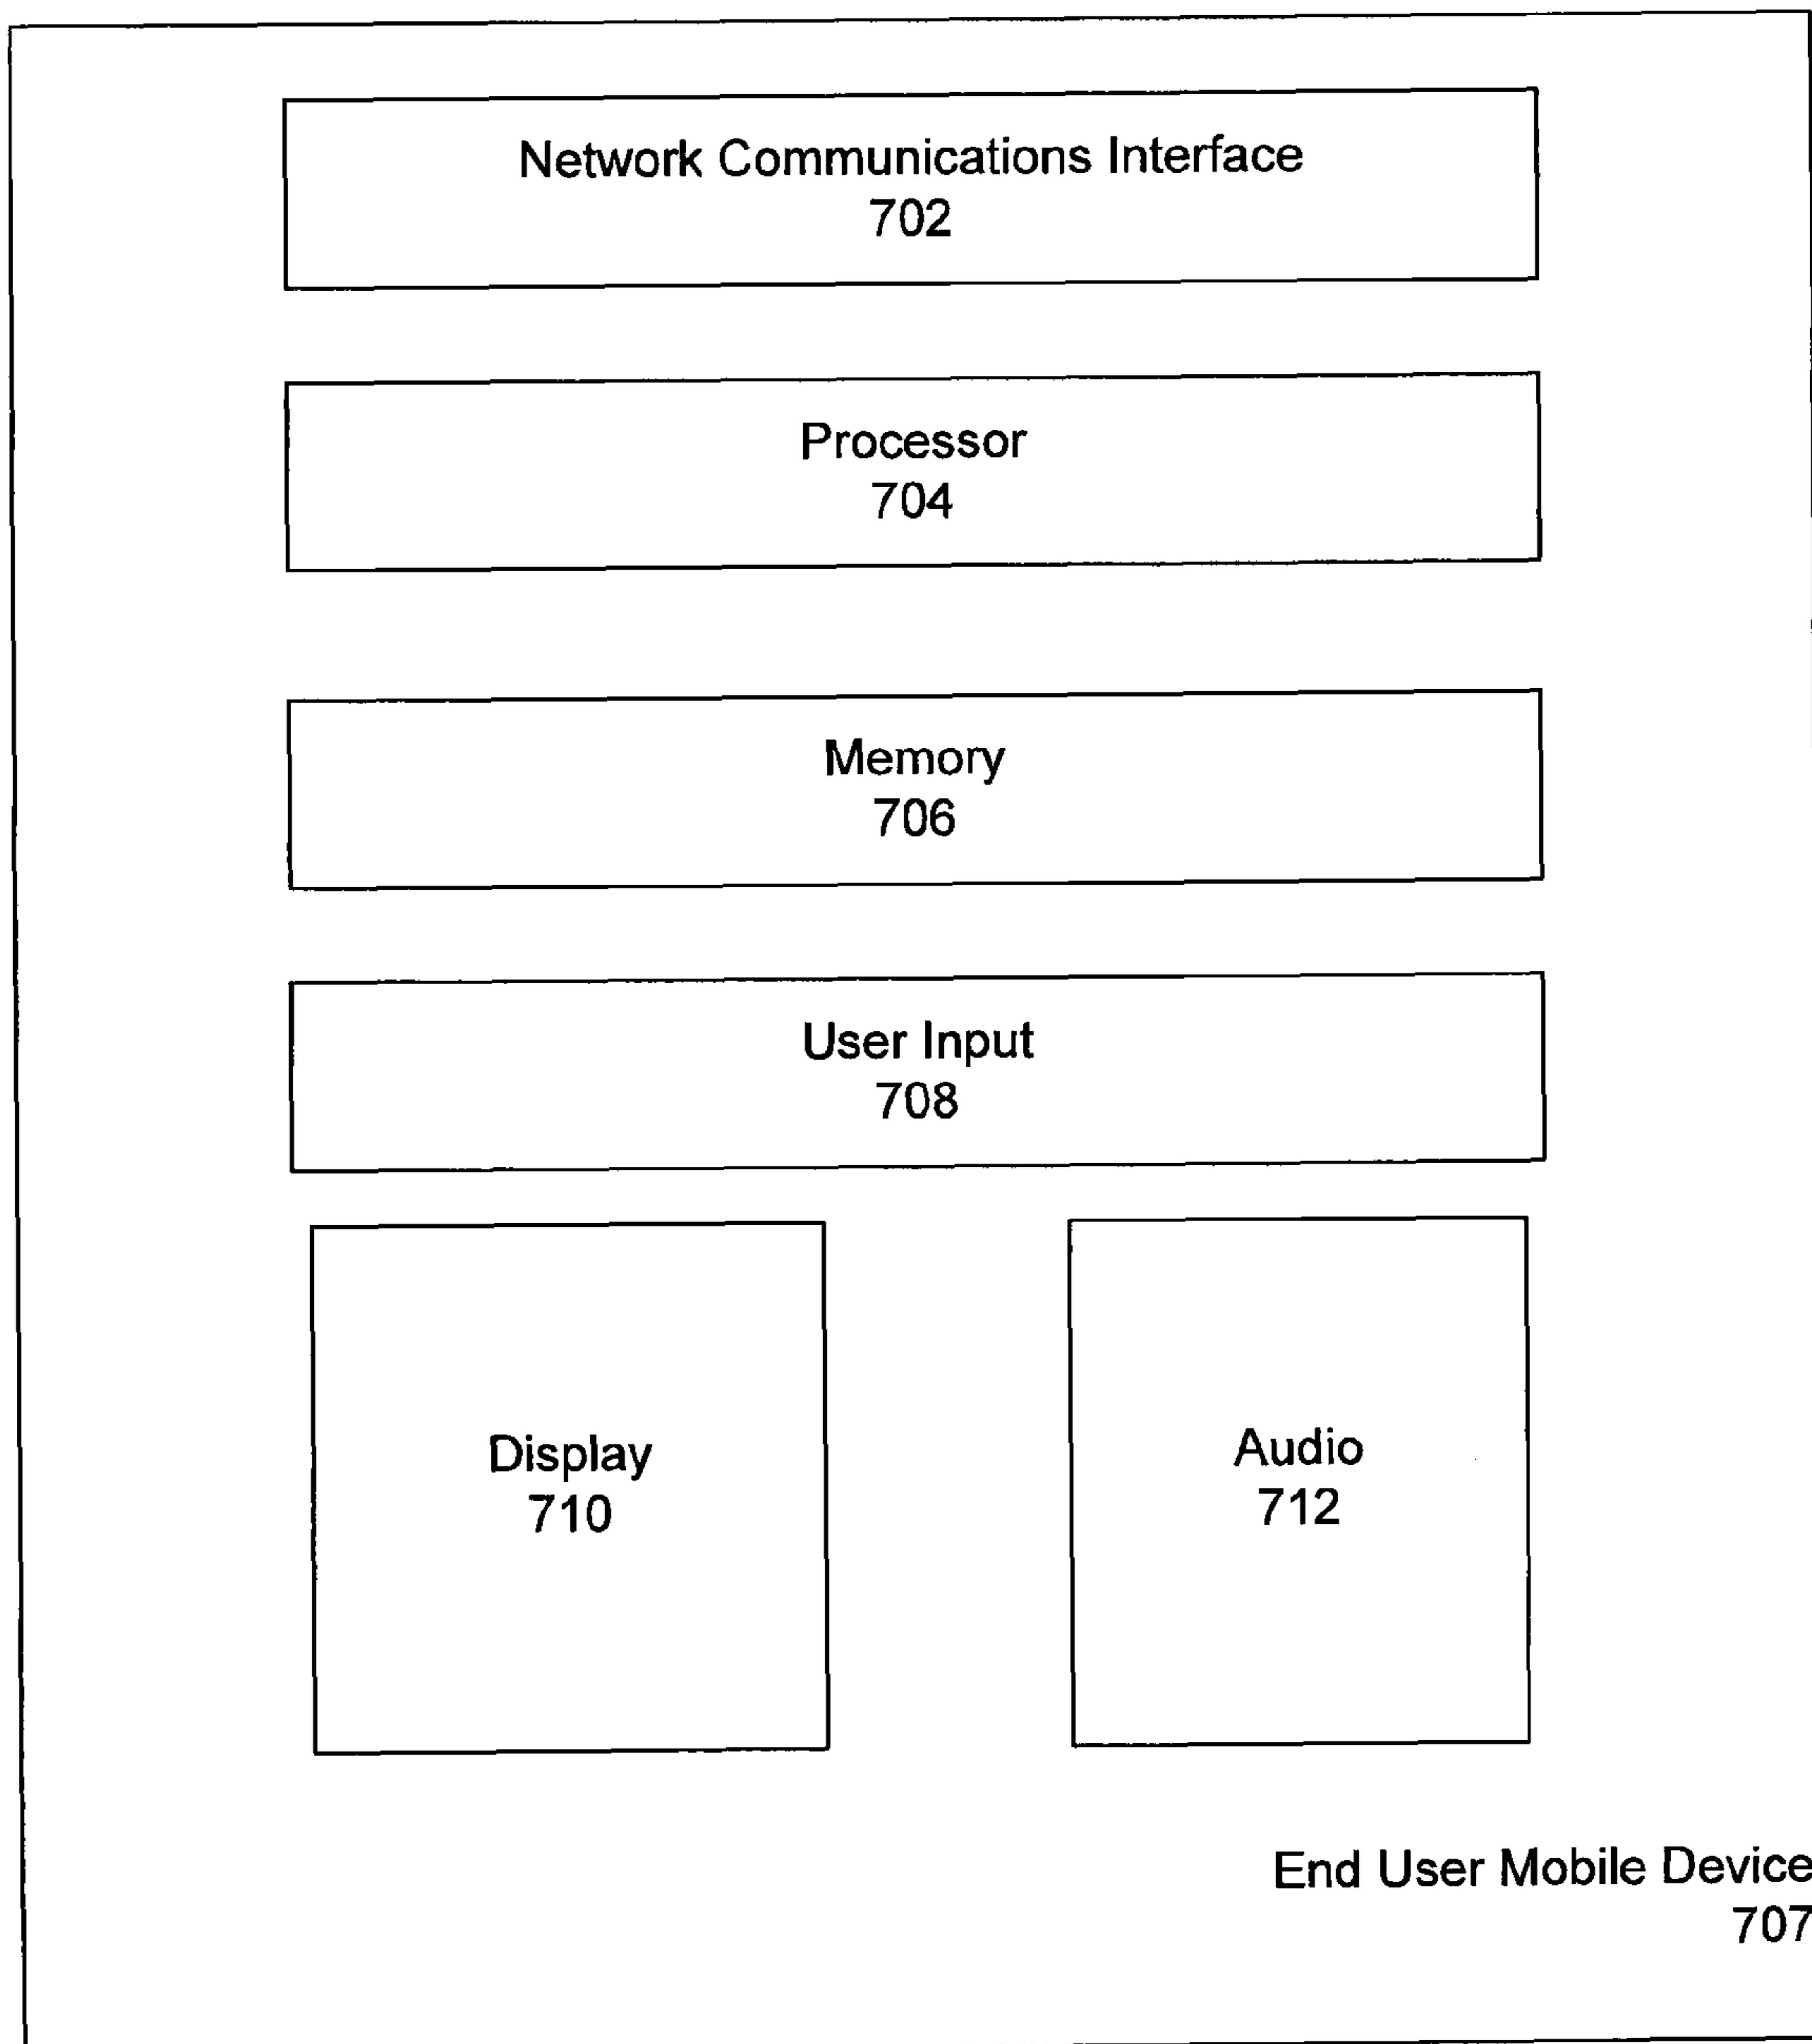 Network Communications Interface
702
Processor
704
Memory
706
User Input
708
Display
710
Audio
712
End User Mobile Device
707